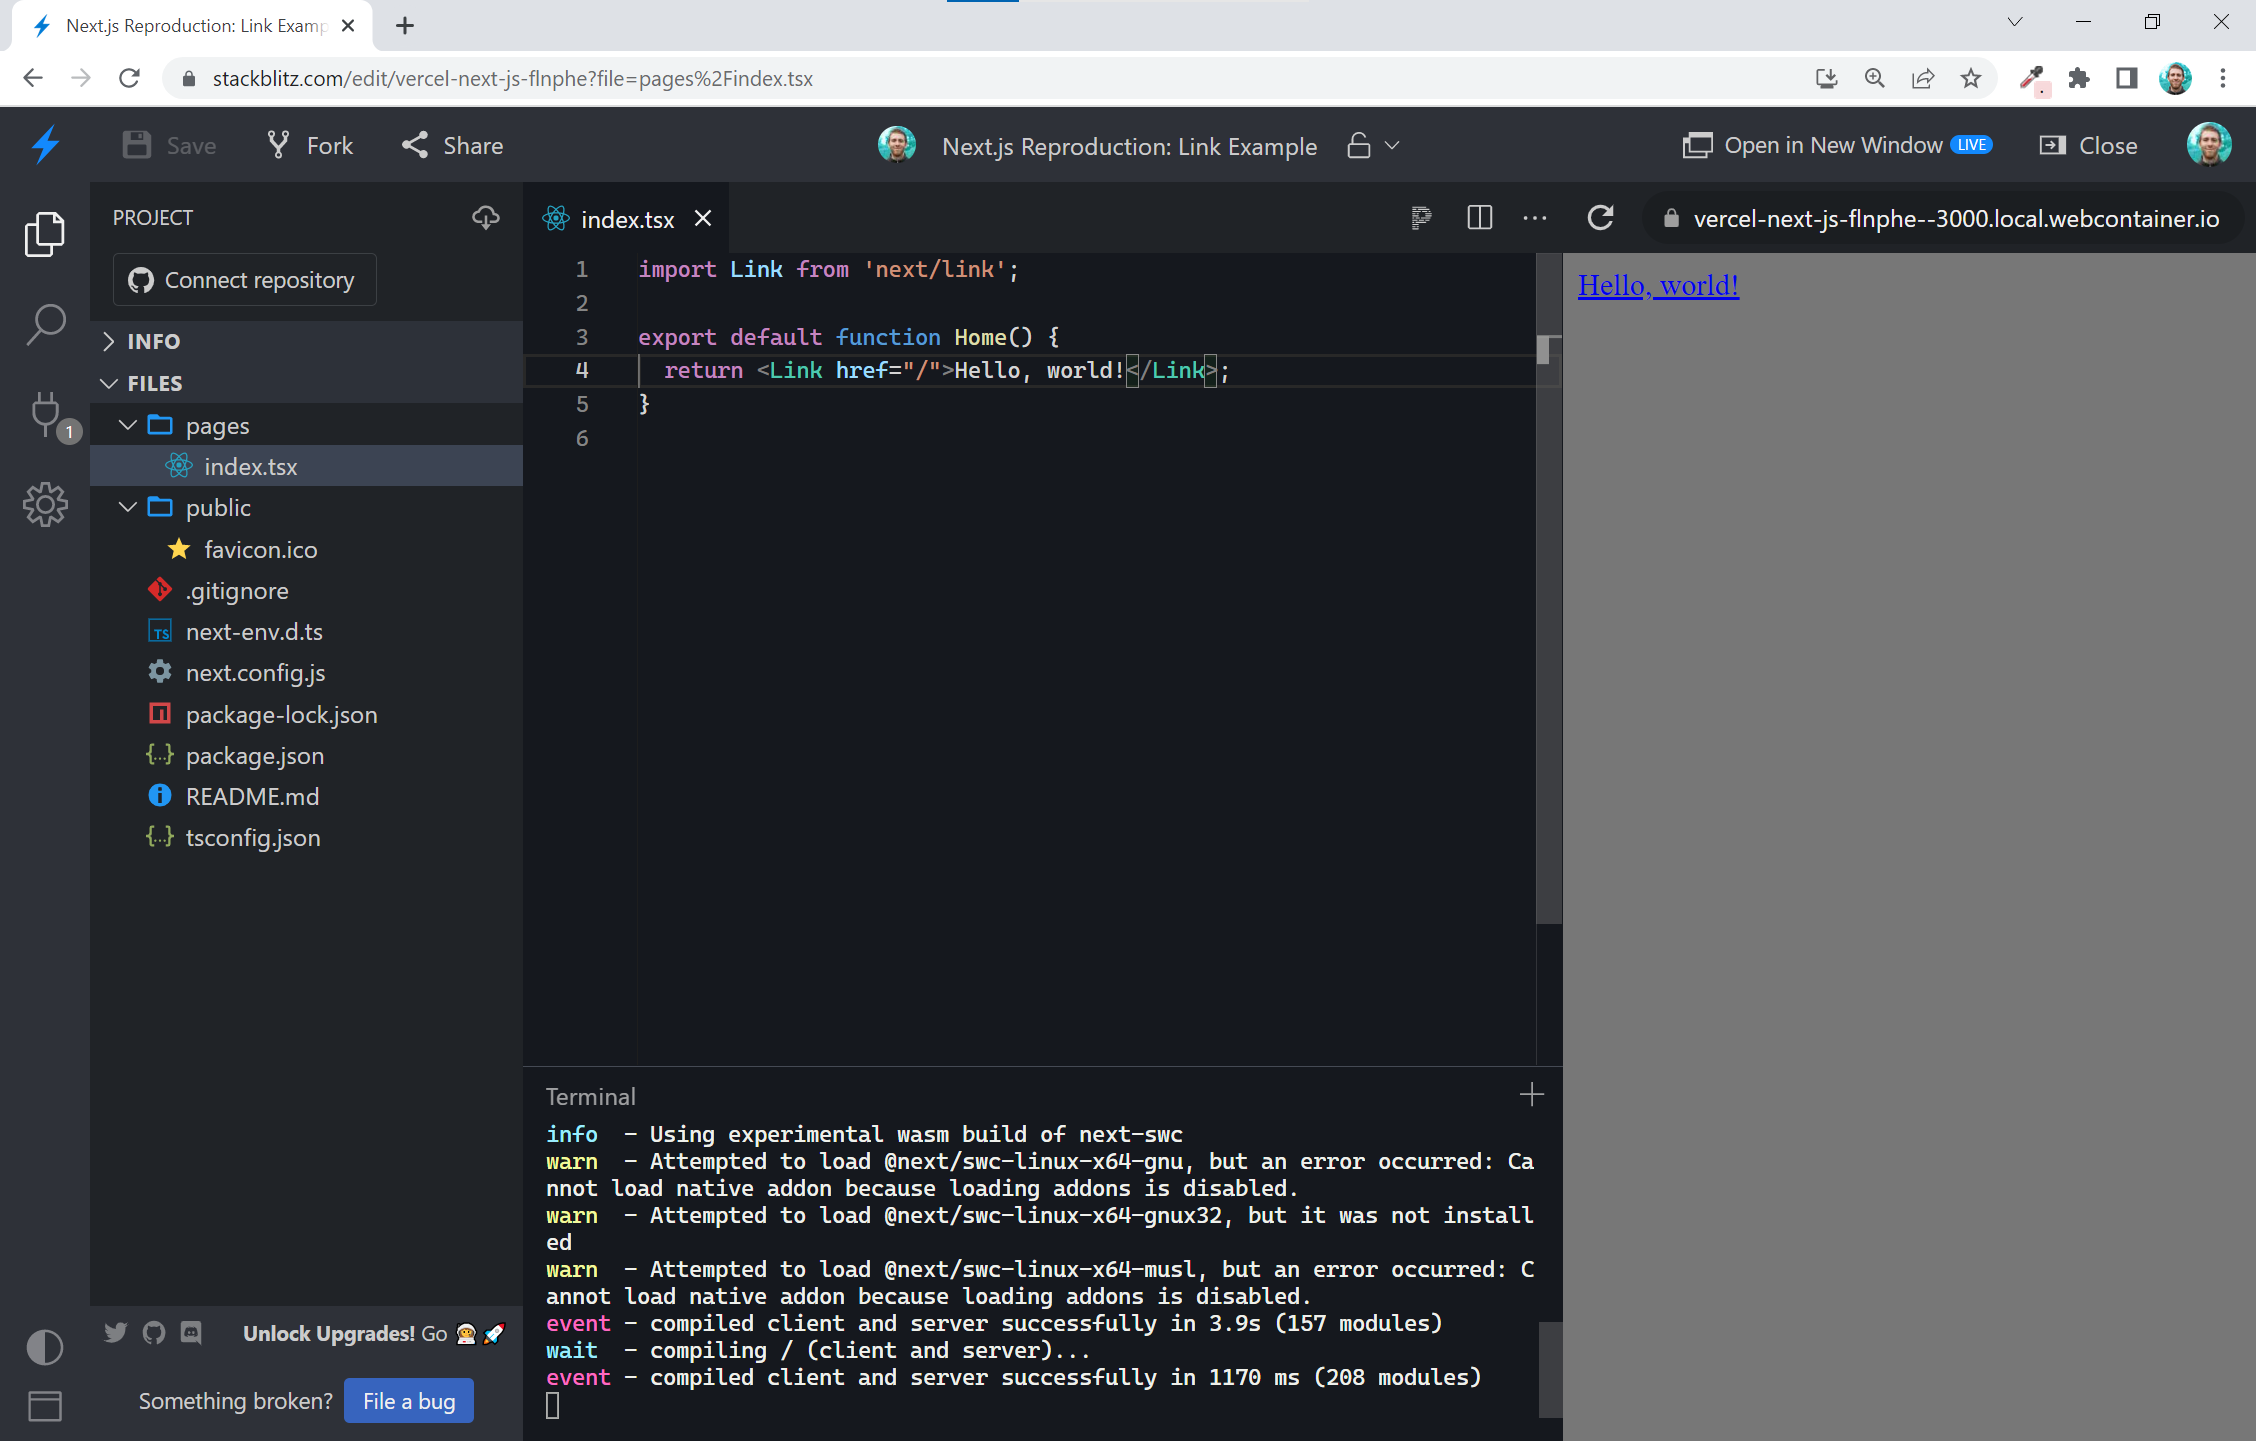 Next.js Reproduction: Link Examp
stackblitz.com/edit/vercel-next-js-flnphe?file=pages%2Findex.tsx
Save
Fork
Share
Next.js Reproduction: Link Example
Open in New Window LIVE
Close
PROJECT
index.tsx
vercel-next-js-flnphe--3000.local.webcontainer.io
Connect repository
INFO
FILES
pages
index.tsx
public
favicon.ico
.gitignore
TS next-env.d.ts
next.config.js
package-lock.json
package.json
README.md
tsconfig.json
1
1 import Link from 'next/link';
2
3 export default function Home() {
4 return <Link href="/">Hello, world!</Link>;
5 }
6
Hello, world!
Terminal
info  - Using experimental wasm build of next-swc
warn  - Attempted to load @next/swc-linux-x64-gnu, but an error occurred: Ca
nnot load native addon because loading addons is disabled.
warn  - Attempted to load @next/swc-linux-x64-gnux32, but it was not install
ed
warn  - Attempted to load @next/swc-linux-x64-musl, but an error occurred: C
annot load native addon because loading addons is disabled.
event - compiled client and server successfully in 3.9s (157 modules)
wait  - compiling / (client and server)...
event - compiled client and server successfully in 1170 ms (208 modules)
Unlock Upgrades! Go
Something broken?
File a bug